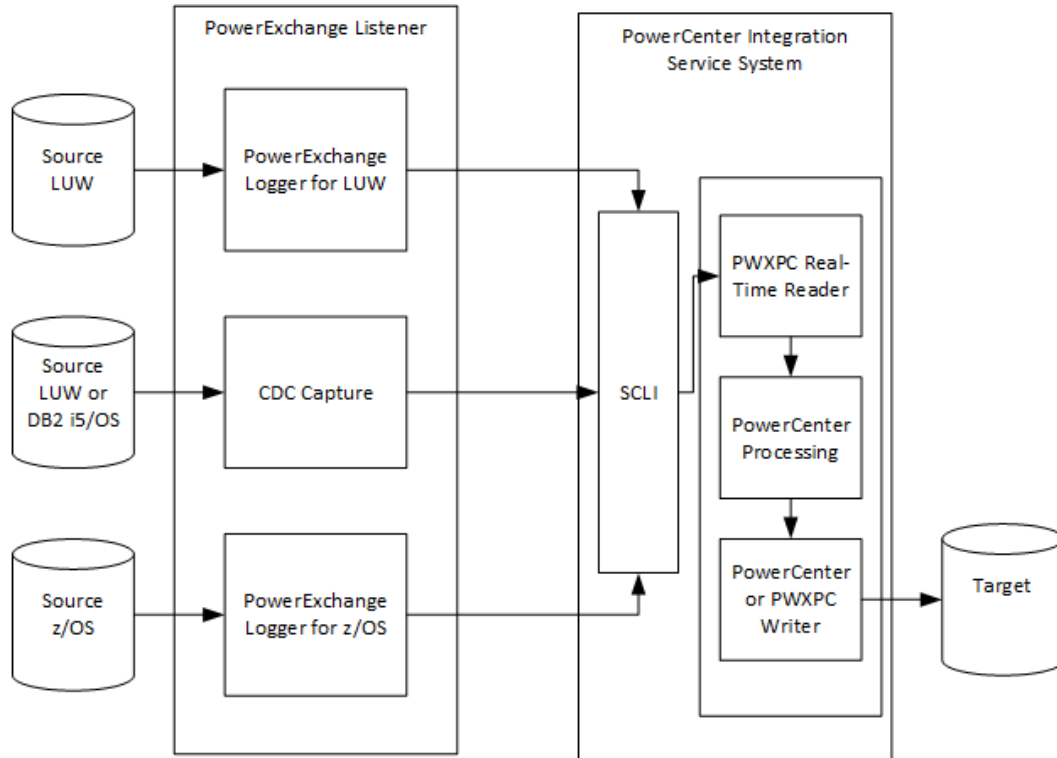 PowerExchange Listener
PowerCenter Integration
Service System
Source
LUW
PowerExchange
Logger for LUW
Source
LUW or
DB2 i5/OS
CDC Capture
Source
z/OS
PowerExchange
Logger for z/OS
SCLI
PWXPC Real-
Time Reader
PowerCenter
Processing
PowerCenter
or PWXPC
Writer
Target